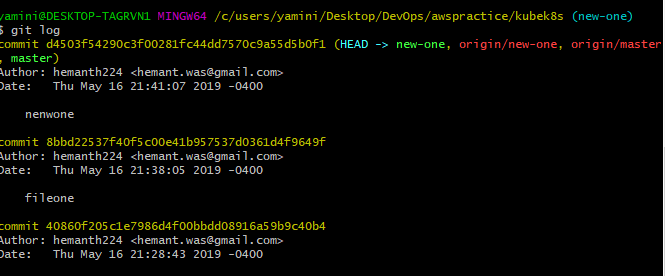 yamini@DESKTOP-TAGRVN1 MINGW64 /c/users/yamini/Desktop/DevOps/awspractice/kubek8s (new-one)
$ git log
commit d4503f54290c3f00281fc44dd7570c9a55d5b0f1 (HEAD -> new-one, origin/new-one, origin/master
, master)
Author: hemanth224 <hemant.was@gmail.com>
Date:   Thu May 16 21:41:07 2019 -0400
nenwone
commit 8bbd22537f40f5c00e41b957537d0361d4f9649f
Author: hemanth224 <hemant.was@gmail.com>
Date:   Thu May 16 21:38:05 2019 -0400
fileone
commit 40860f205c1e7986d4f00bbdd08916a59b9c40b4
Author: hemanth224 <hemant.was@gmail.com>
Date:   Thu May 16 21:28:43 2019 -0400